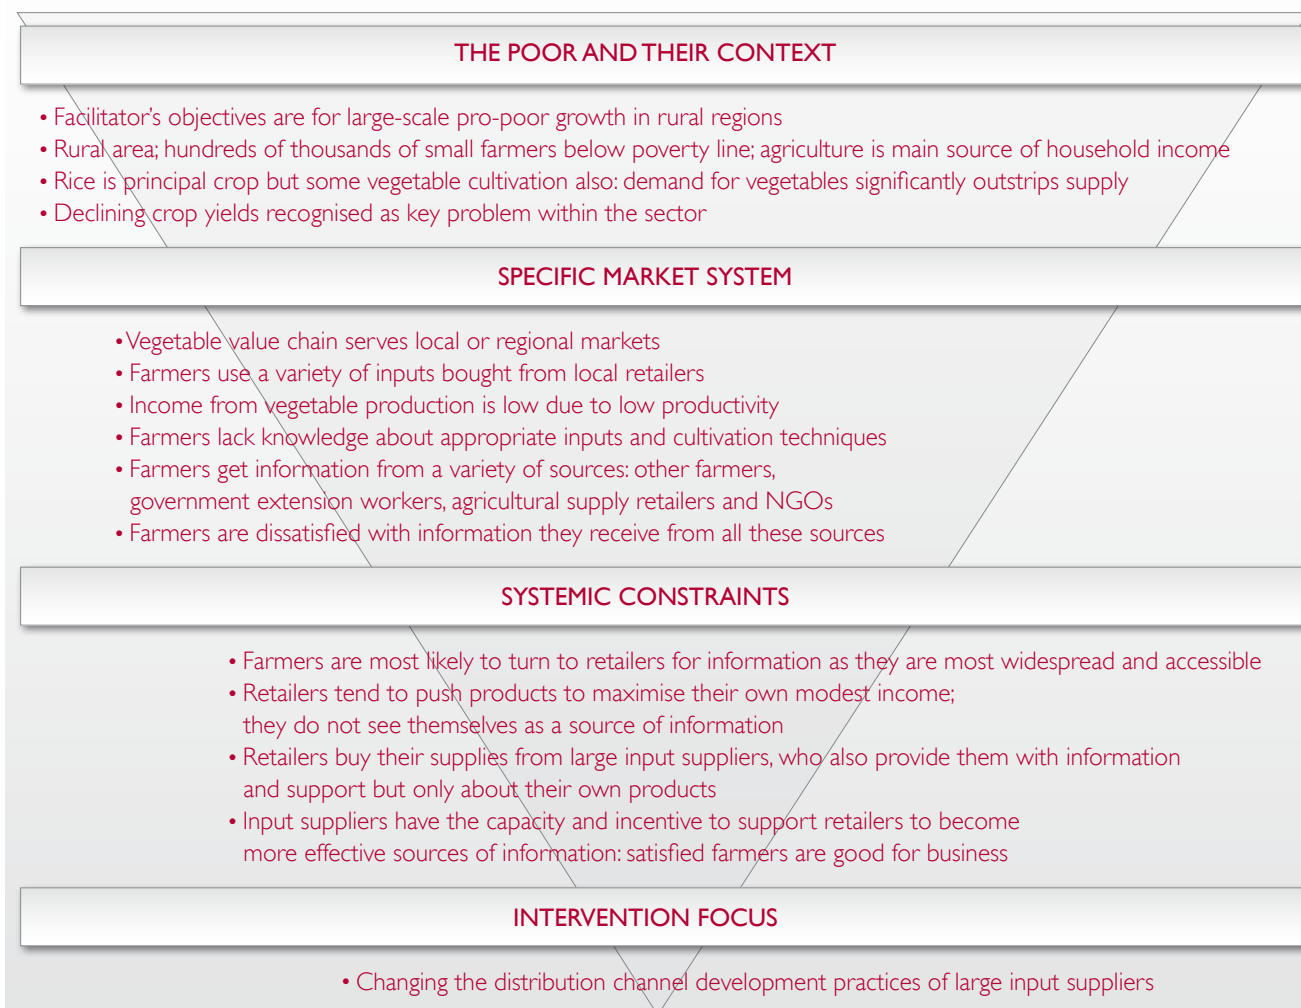 THE POOR AND THEIR CONTEXT
• Facilitator's objectives are for large-scale pro-poor growth in rural regions
• Rural area; hundreds of thousands of small farmers below poverty line; agriculture is main source of household income
• Rice is principal crop but some vegetable cultivation also: demand for vegetables significantly outstrips supply
• Declining crop yields recognised as key problem within the sector
SPECIFIC MARKET SYSTEM
• Vegetable value chain serves local or regional markets
• Farmers use a variety of inputs bought from local retailers
• Income from vegetable production is low due to low productivity
• Farmers lack knowledge about appropriate inputs and cultivation techniques
• Farmers get information from a variety of sources: other farmers,
government extension workers, agricultural supply retailers and NGOs
• Farmers are dissatisfied with information they receive from all these sources
SYSTEMIC CONSTRAINTS
• Farmers are most likely to turn to retailers for information as they are most widespread and accessible
• Retailers tend to push products to maximise their own modest income;
they do not see themselves as a source of information
• Retailers buy their supplies from large input suppliers, who also provide them with information
and support but only about their own products
• Input suppliers have the capacity and incentive to support retailers to become
more effective sources of information: satisfied farmers are good for business
INTERVENTION FOCUS
• Changing the distribution channel development practices of large input suppliers